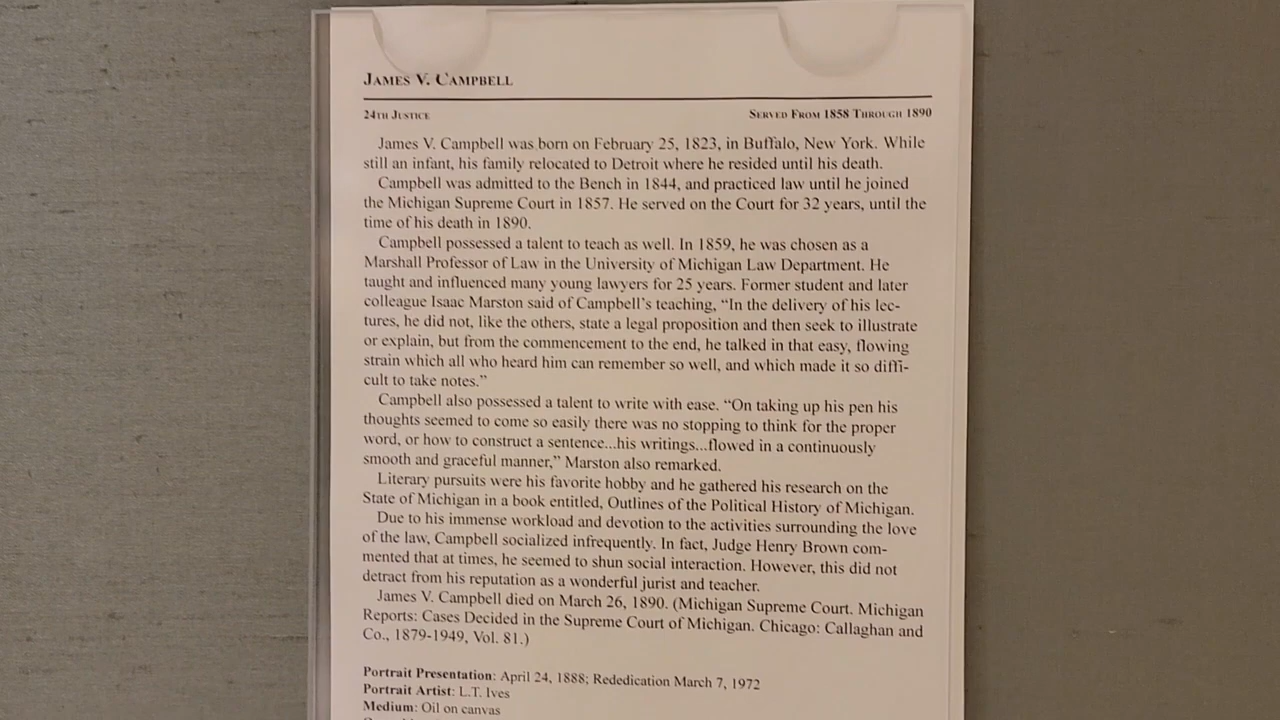 JAMES V. CAMPBELL
24TH JUSTICE
SERVED FROM 1858 THROUGH 1890
James V. Campbell was born on February 25, 1823, in Buffalo, New York. While
still an infant, his family relocated to Detroit where he resided until his death.
Campbell was admitted to the Bench in 1844, and practiced law until he joined
the Michigan Supreme Court in 1857. He served on the Court for 32 years, until the
time of his death in 1890.
Campbell possessed a talent to teach as well. In 1859, he was chosen as a
Marshall Professor of Law in the University of Michigan Law Department. He
taught and influenced many young lawyers for 25 years. Former student and later
colleague Isaac Marston said of Campbell's teaching, “In the delivery of his lec-
tures, he did not, like the others, state a legal proposition and then seek to illustrate
or explain, but from the commencement to the end, he talked in that easy, flowing
strain which all who heard him can remember so well, and which made it so diffi-
cult to take notes.”
Campbell also possessed a talent to write with ease. “On taking up his pen his
thoughts seemed to come so easily there was no stopping to think for the proper
word, or how to construct a sentence...his writings...flowed in a continuously
smooth and graceful manner,” Marston also remarked.
Literary pursuits were his favorite hobby and he gathered his research on the
State of Michigan in a book entitled, Outlines of the Political History of Michigan.
Due to his immense workload and devotion to the activities surrounding the love
of the law, Campbell socialized infrequently. In fact, Judge Henry Brown com-
mented that at times, he seemed to shun social interaction. However, this did not
detract from his reputation as a wonderful jurist and teacher.
James V. Campbell died on March 26, 1890. (Michigan Supreme Court. Michigan
Reports: Cases Decided in the Supreme Court of Michigan. Chicago: Callaghan and
Co., 1879-1949, Vol. 81.)
Portrait Presentation: April 24, 1888; Rededication March 7, 1972
Portrait Artist: L.T. Ives
Medium: Oil on canvas